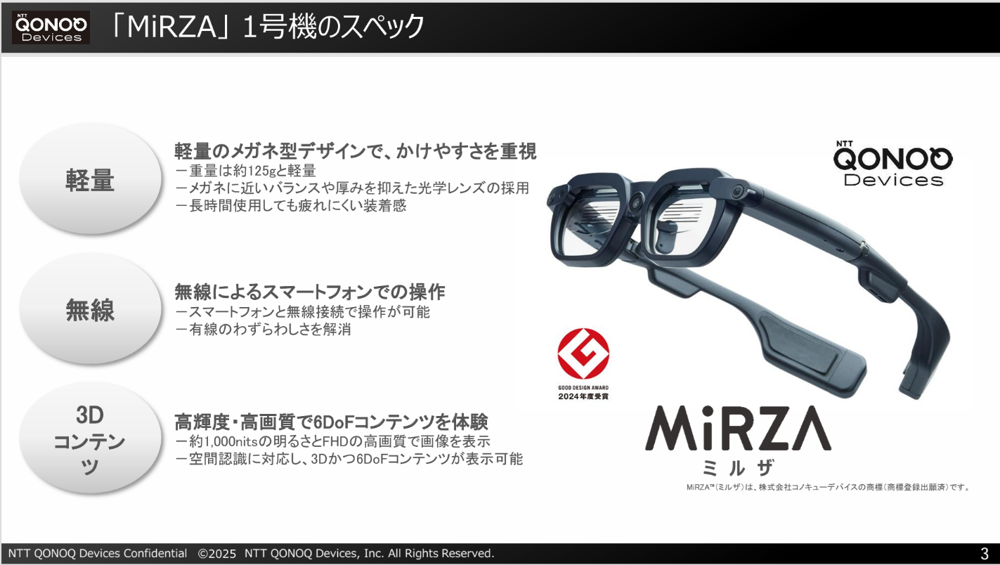 NTT
QONOQ
Devices
「MiRZA」 1号機のスペック
軽量
軽量のメガネ型デザインで、かけやすさを重視
－重量は約125gと軽量
－メガネに近いバランスや厚みを抑えた光学レンズの採用
－長時間使用しても疲れにくい装着感
無線
無線によるスマートフォンでの操作
－スマートフォンと無線接続で操作が可能
－有線のわずらわしさを解消
3D
コンテン
ツ
高輝度・高画質で6DoFコンテンツを体験
－約1,000nitsの明るさとFHDの高画質で画像を表示
－空間認識に対応し、3Dかつ6DoFコンテンツが表示可能
NTT
QONOQ
Devices
GOOD DESIGN AWARD
2024年度受賞
MiRZA
ミルザ
MiRZA™（ミルザ）は、株式会社コノキューデバイスの商標（商標登録出願済）です。
NTT QONOQ Devices Confidential ©2025 NTT QONOQ Devices, Inc. All Rights Reserved.
3